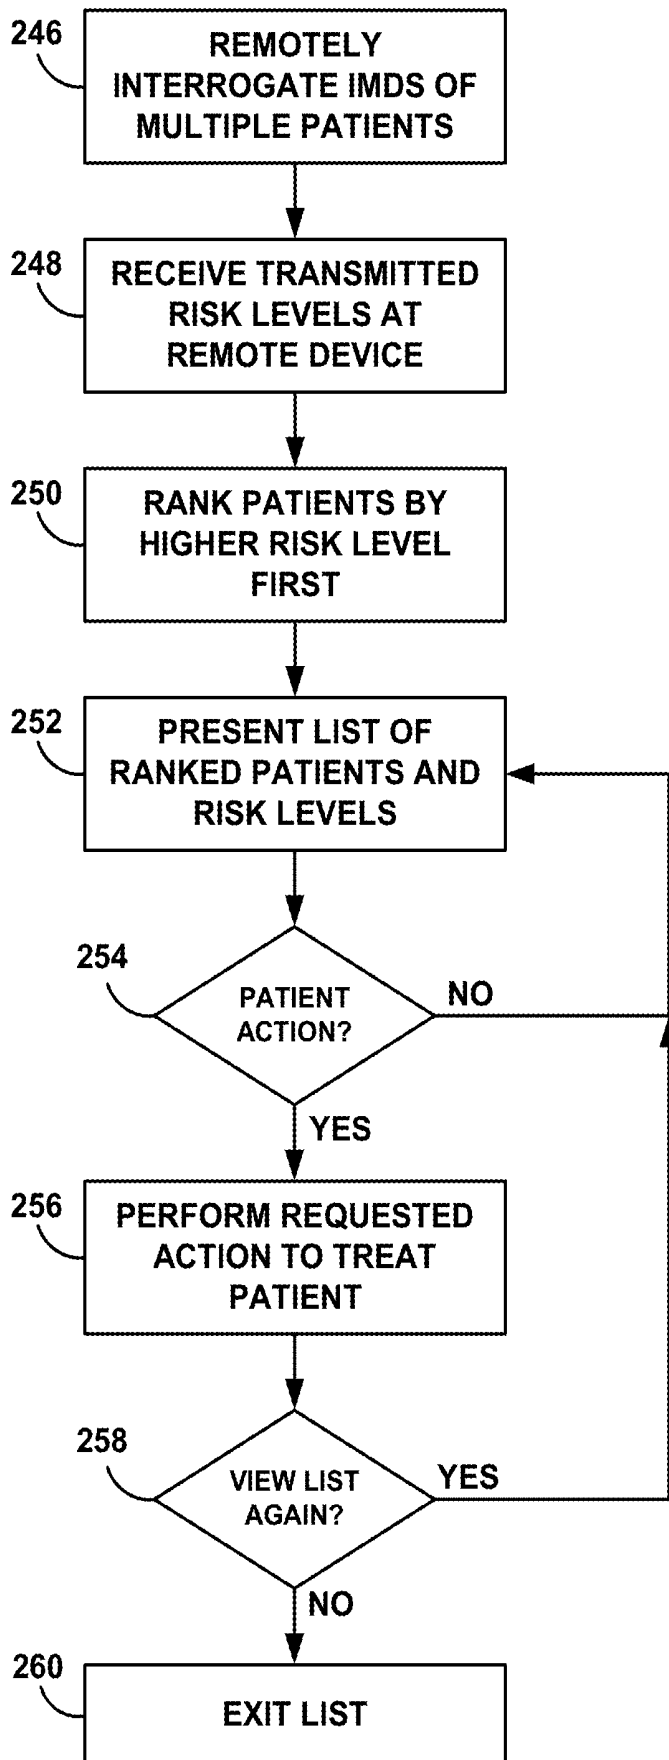 246
REMOTELY
INTERROGATE IMDS OF
MULTIPLE PATIENTS
248
RECEIVE TRANSMITTED
RISK LEVELS AT
REMOTE DEVICE
250
RANK PATIENTS BY
HIGHER RISK LEVEL
FIRST
252
PRESENT LIST OF
RANKED PATIENTS AND
RISK LEVELS
254
PATIENT
ACTION?
NO
YES
256
PERFORM REQUESTED
ACTION TO TREAT
PATIENT
258
VIEW LIST
AGAIN?
YES
NO
260
EXIT LIST